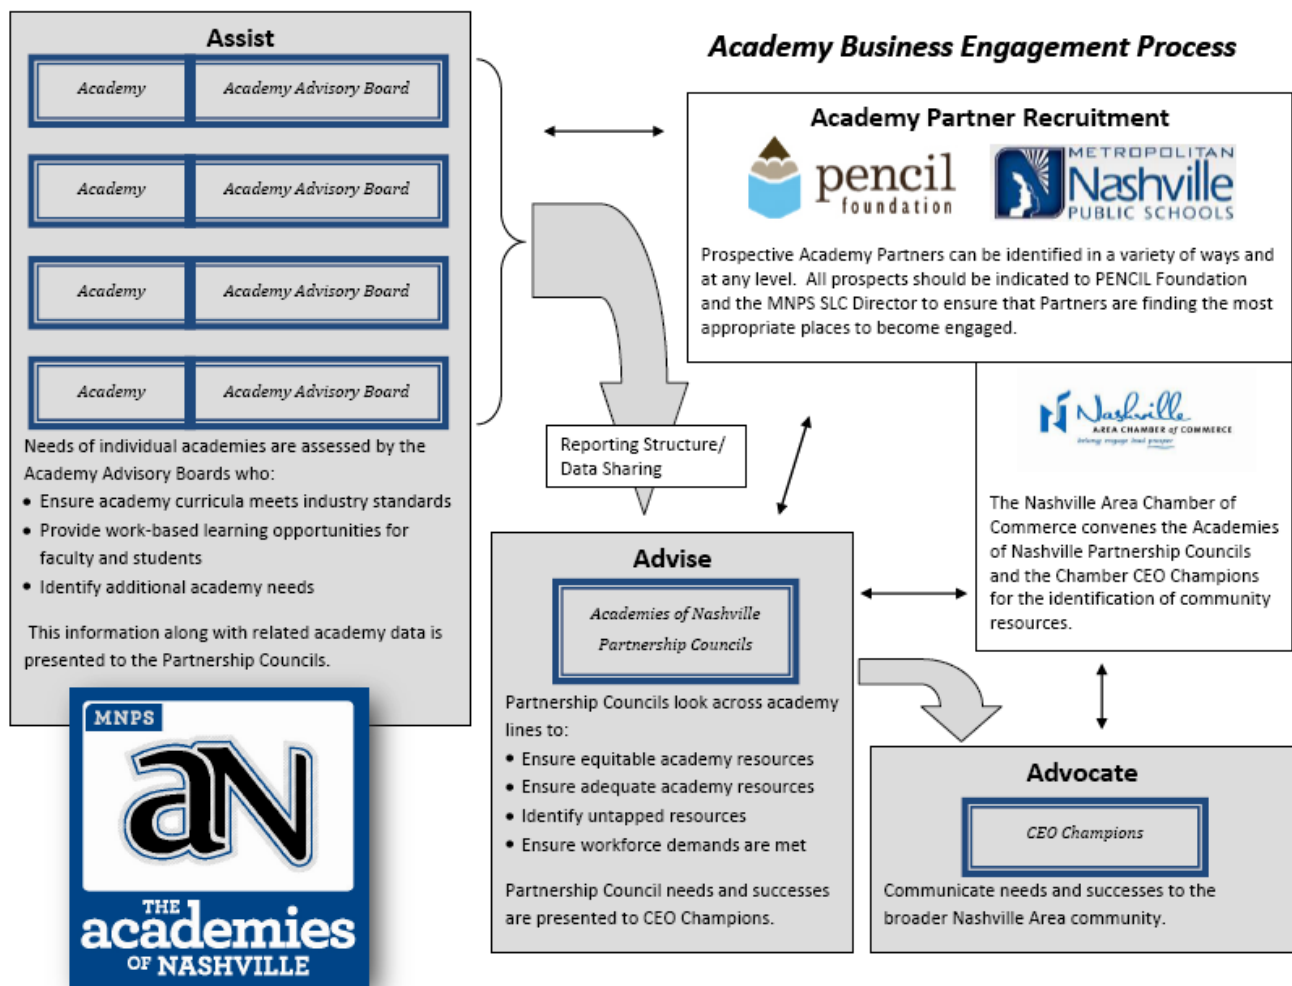 Academy Business Engagement Process
Assist
Academy
Academy Advisory Board
Academy
Academy Advisory Board
Academy
Academy Advisory Board
Academy
Academy Advisory Board
Needs of individual academies are assessed by the
Academy Advisory Boards who:
• Ensure academy curricula meets industry standards
• Provide work-based learning opportunities for
faculty and students
• Identify additional academy needs
This information along with related academy data is
presented to the Partnership Councils.
MNPS
aN
THE
academies
OF NASHVILLE
Academy Partner Recruitment
pencil
foundation
METROPOLITAN
Nashville
PUBLIC SCHOOLS
Prospective Academy Partners can be identified in a variety of ways and
at any level. All prospects should be indicated to PENCIL Foundation
and the MNPS SLC Director to ensure that Partners are finding the most
appropriate places to become engaged.
Nashville
AREA CHAMBER of COMMERCE
belong engage lead prosper
The Nashville Area Chamber of
Commerce convenes the Academies
of Nashville Partnership Councils
and the Chamber CEO Champions
for the identification of community
resources.
Reporting Structure/
Data Sharing
Advise
Academies of Nashville
Partnership Councils
Partnership Councils look across academy
lines to:
• Ensure equitable academy resources
• Ensure adequate academy resources
• Identify untapped resources
• Ensure workforce demands are met
Partnership Council needs and successes
are presented to CEO Champions.
Advocate
CEO Champions
Communicate needs and successes to the
broader Nashville Area community.